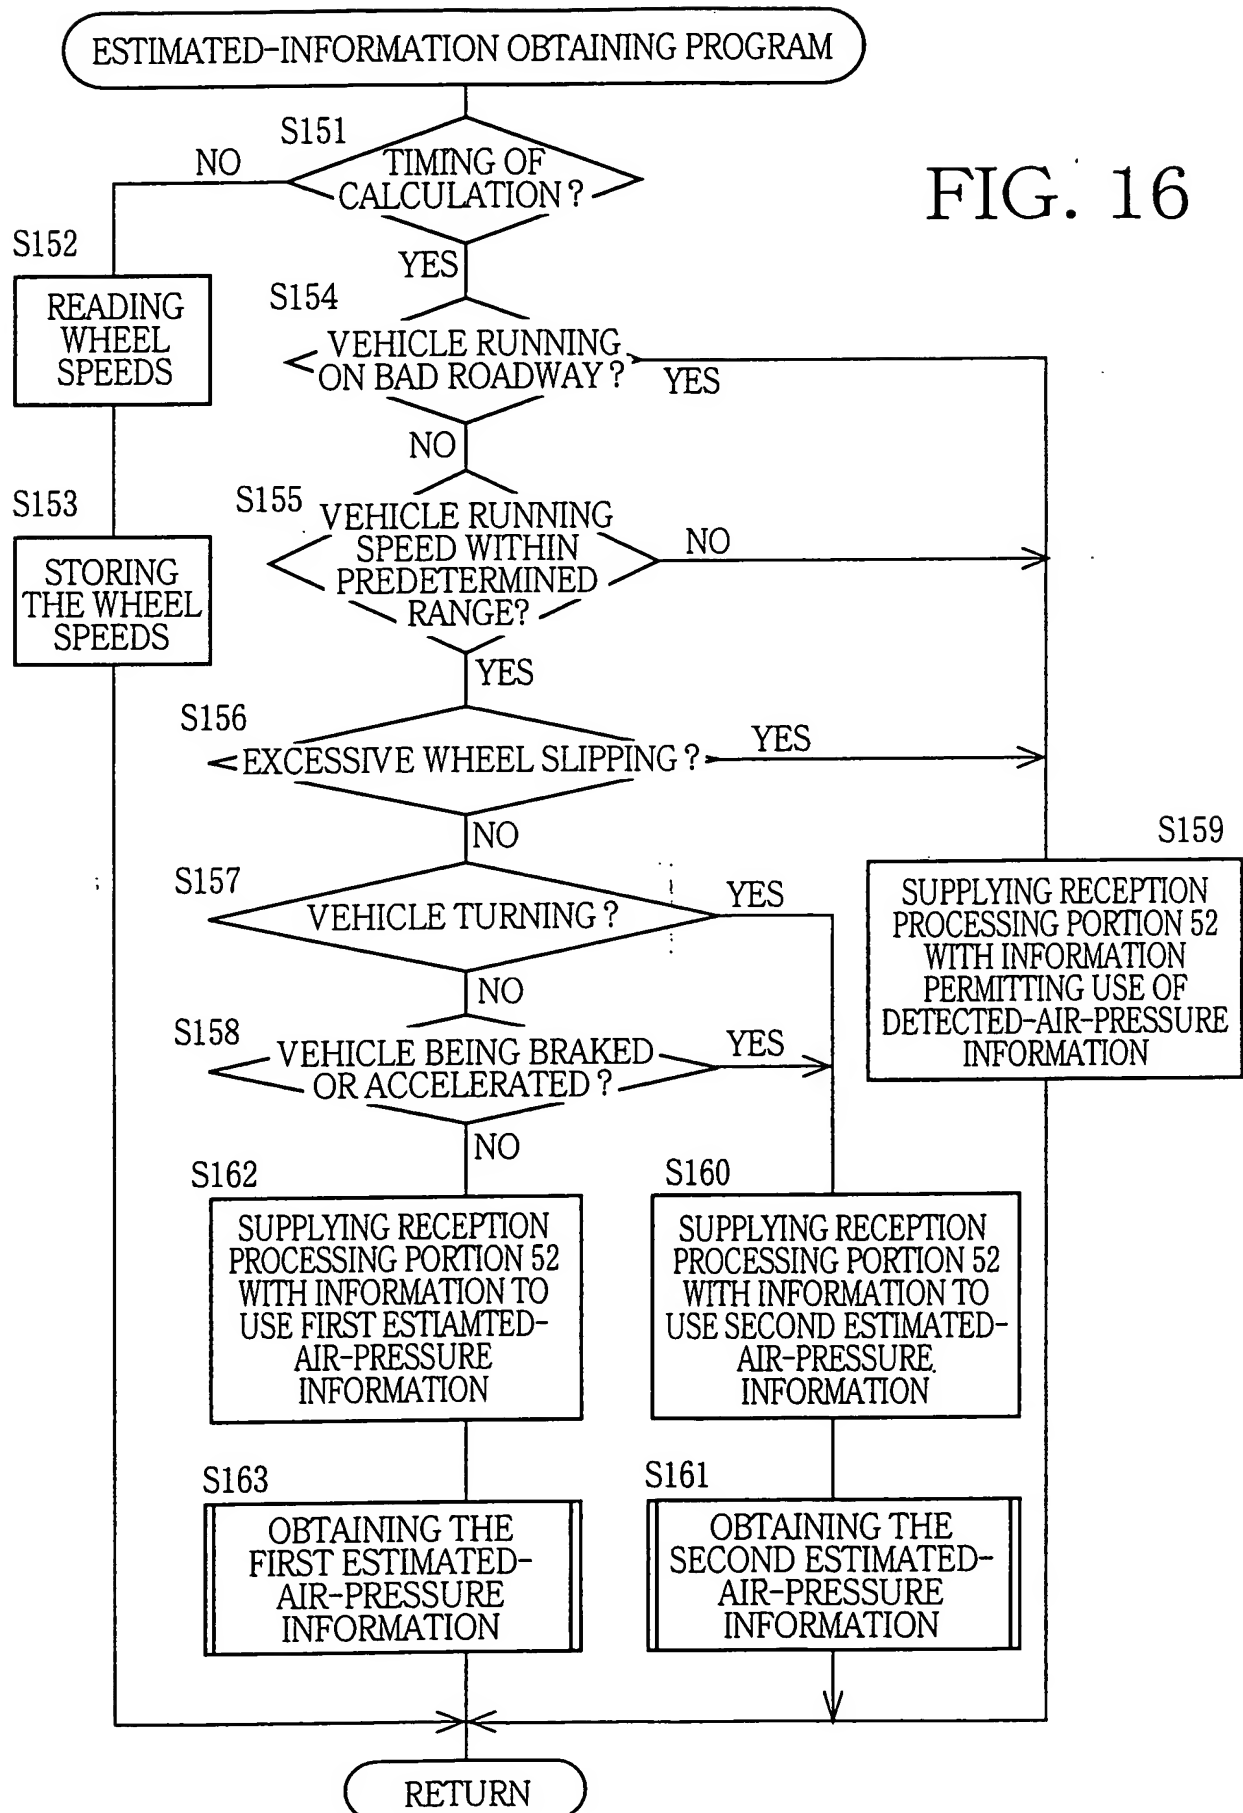 ESTIMATED-INFORMATION OBTAINING PROGRAM
FIG. 16
S151
TIMING OF
CALCULATION ?
NO
YES
S152
READING
WHEEL
SPEEDS
S153
STORING
THE WHEEL
SPEEDS
S154
VEHICLE RUNNING
ON BAD ROADWAY ?
YES
NO
S155
VEHICLE RUNNING
SPEED WITHIN
PREDETERMINED
RANGE?
NO
YES
S156
EXCESSIVE WHEEL SLIPPING ?
YES
NO
S157
VEHICLE TURNING ?
YES
NO
S158
VEHICLE BEING BRAKED
OR ACCELERATED ?
YES
NO
S159
SUPPLYING RECEPTION
PROCESSING PORTION 52
WITH INFORMATION
PERMITTING USE OF
DETECTED-AIR-PRESSURE
INFORMATION
S162
SUPPLYING RECEPTION
PROCESSING PORTION 52
WITH INFORMATION TO
USE FIRST ESTIAMTED-
AIR-PRESSURE
INFORMATION
S160
SUPPLYING RECEPTION
PROCESSING PORTION 52
WITH INFORMATION TO
USE SECOND ESTIMATED-
AIR-PRESSURE
INFORMATION
S163
OBTAINING THE
FIRST ESTIMATED-
AIR-PRESSURE
INFORMATION
S161
OBTAINING THE
SECOND ESTIMATED-
AIR-PRESSURE
INFORMATION
RETURN